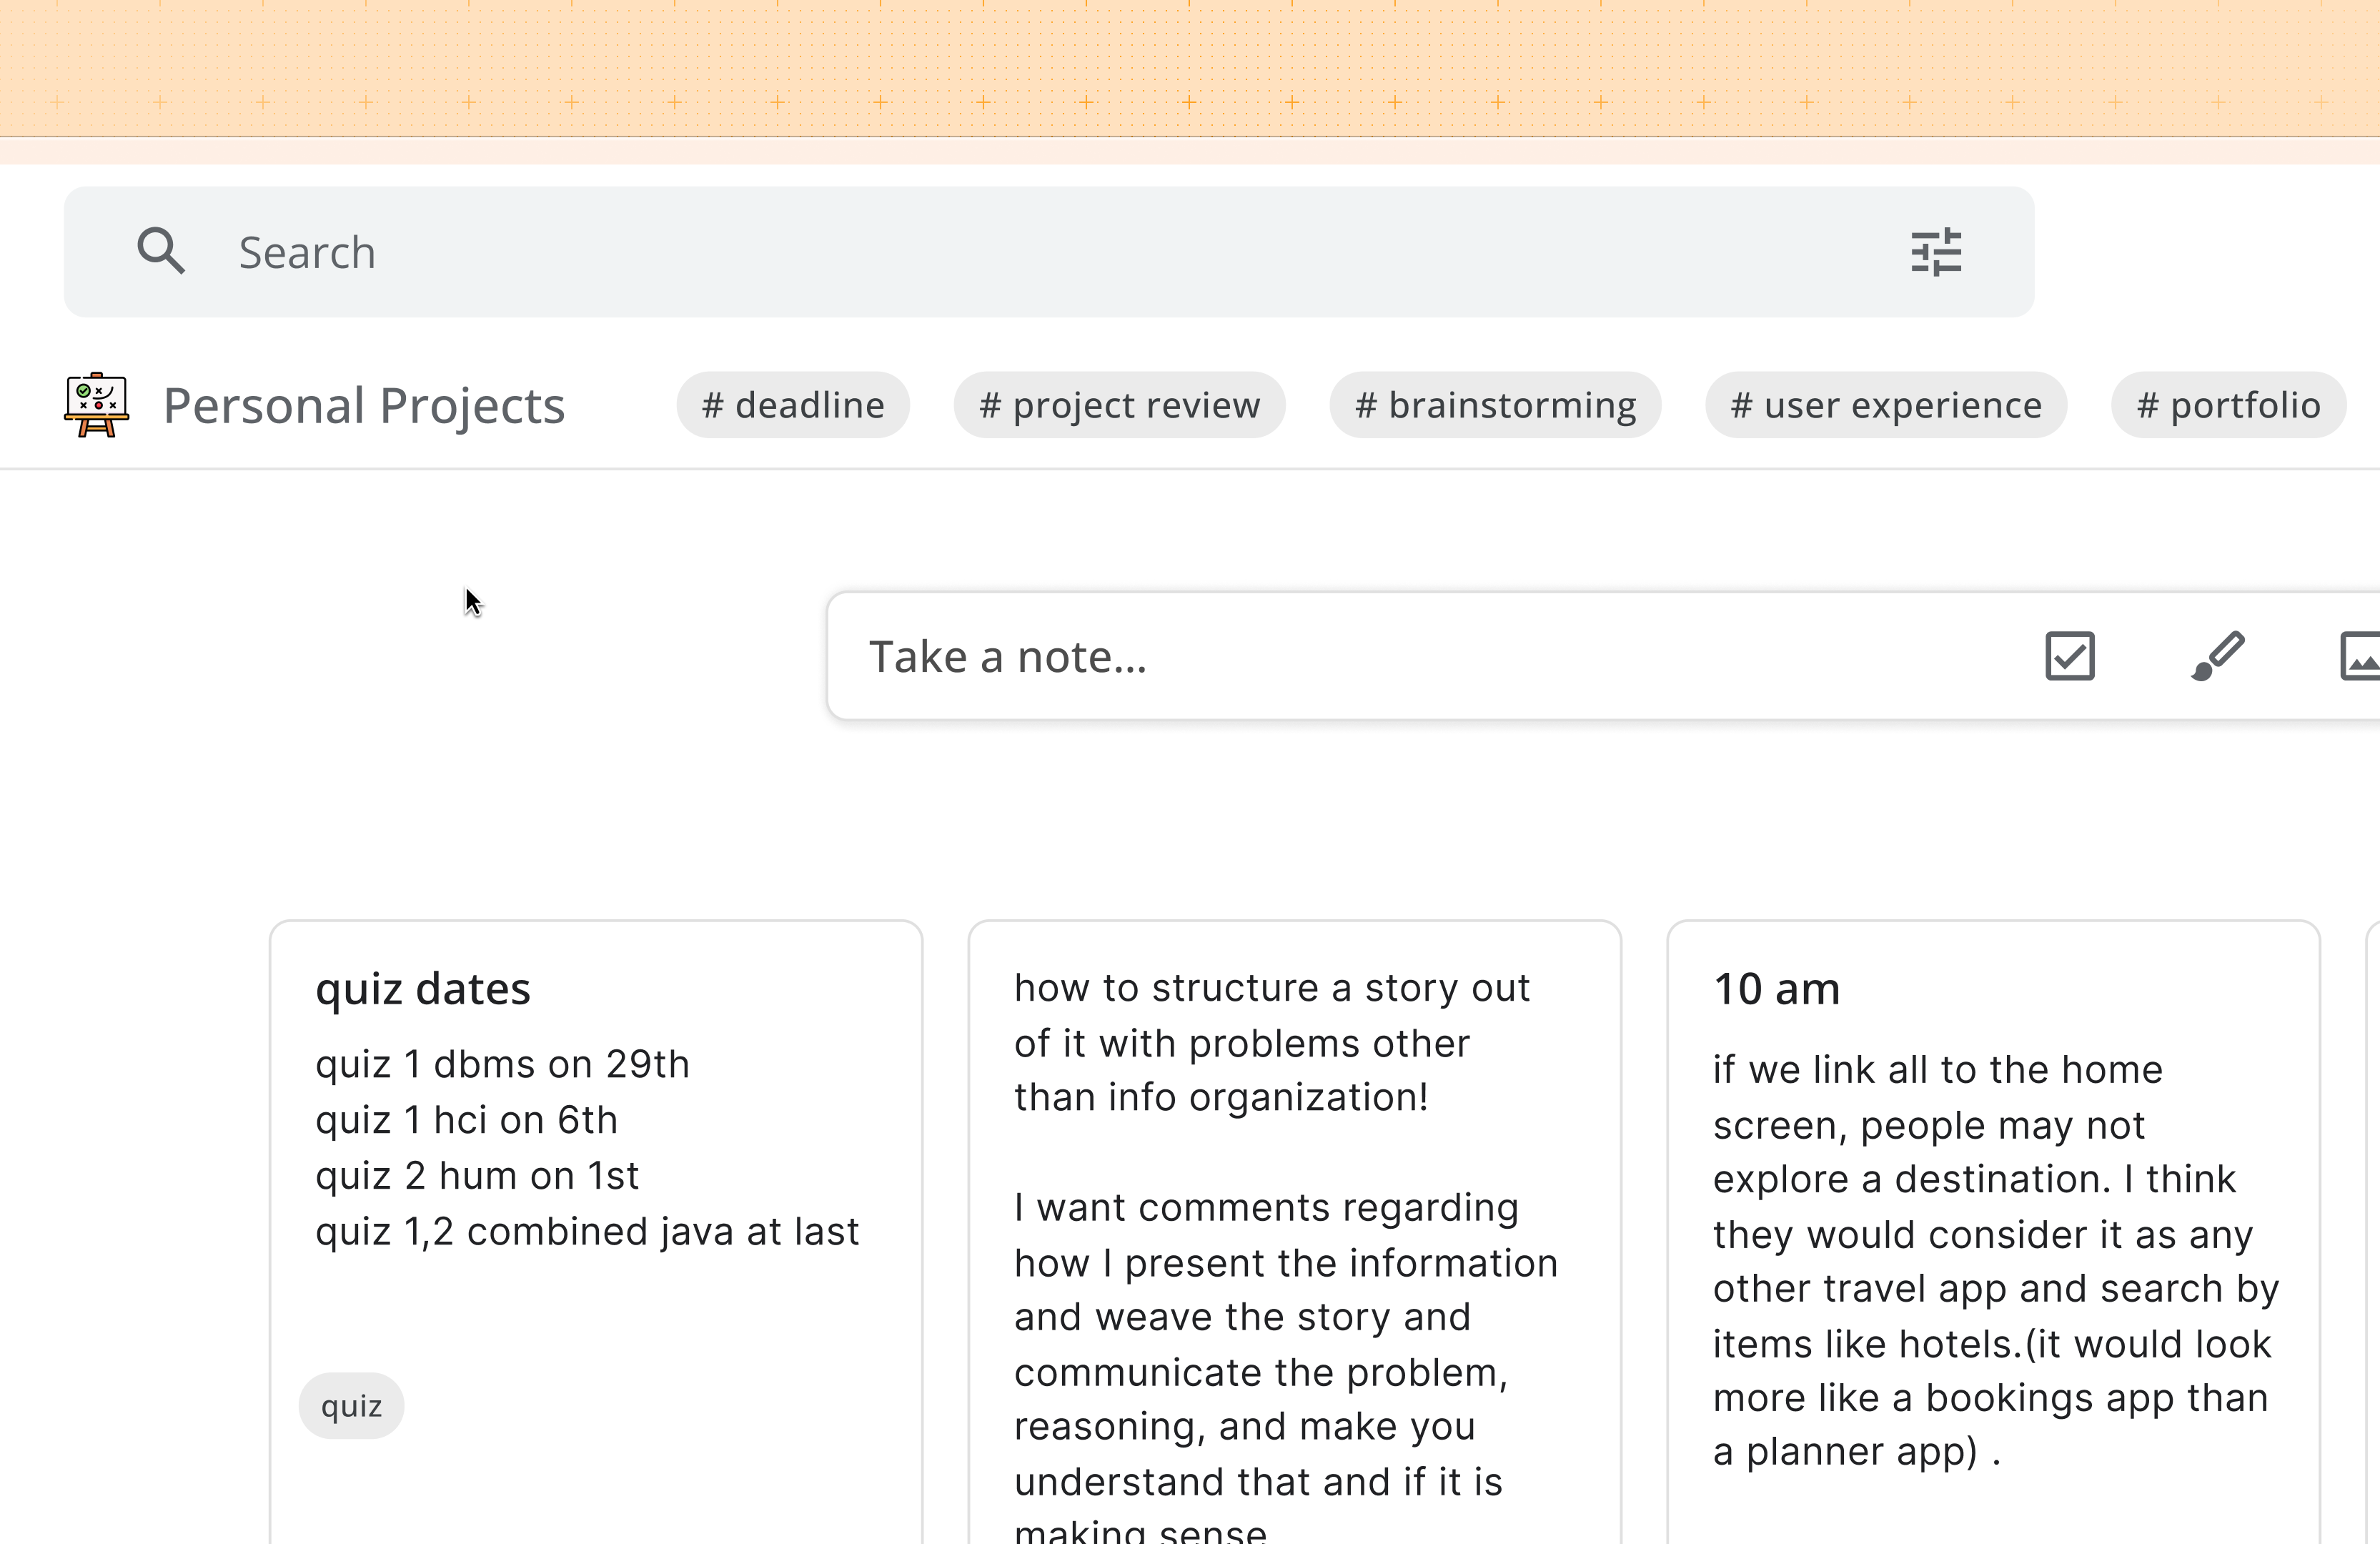 Search
Personal Projects
# deadline
# project review
# brainstorming
# user experience
# portfolio
Take a note...
quiz dates
quiz 1 dbms on 29th
quiz 1 hci on 6th
quiz 2 hum on 1st
quiz 1,2 combined java at last
quiz
how to structure a story out
of it with problems other
than info organization!
I want comments regarding
how I present the information
and weave the story and
communicate the problem,
reasoning, and make you
understand that and if it is
making sense
10 am
if we link all to the home
screen, people may not
explore a destination. I think
they would consider it as any
other travel app and search by
items like hotels.(it would look
more like a bookings app than
a planner app) .